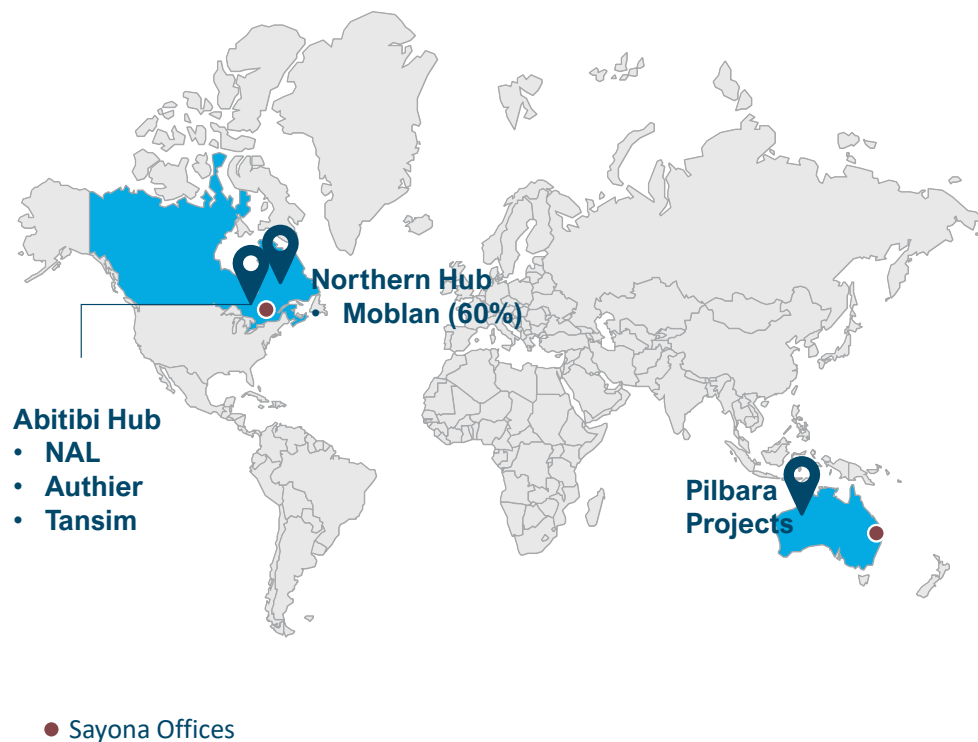 Northern Hub
• Moblan (60%)
Abitibi Hub
• NAL
• Authier
• Tansim
Pilbara
Projects
Sayona Offices